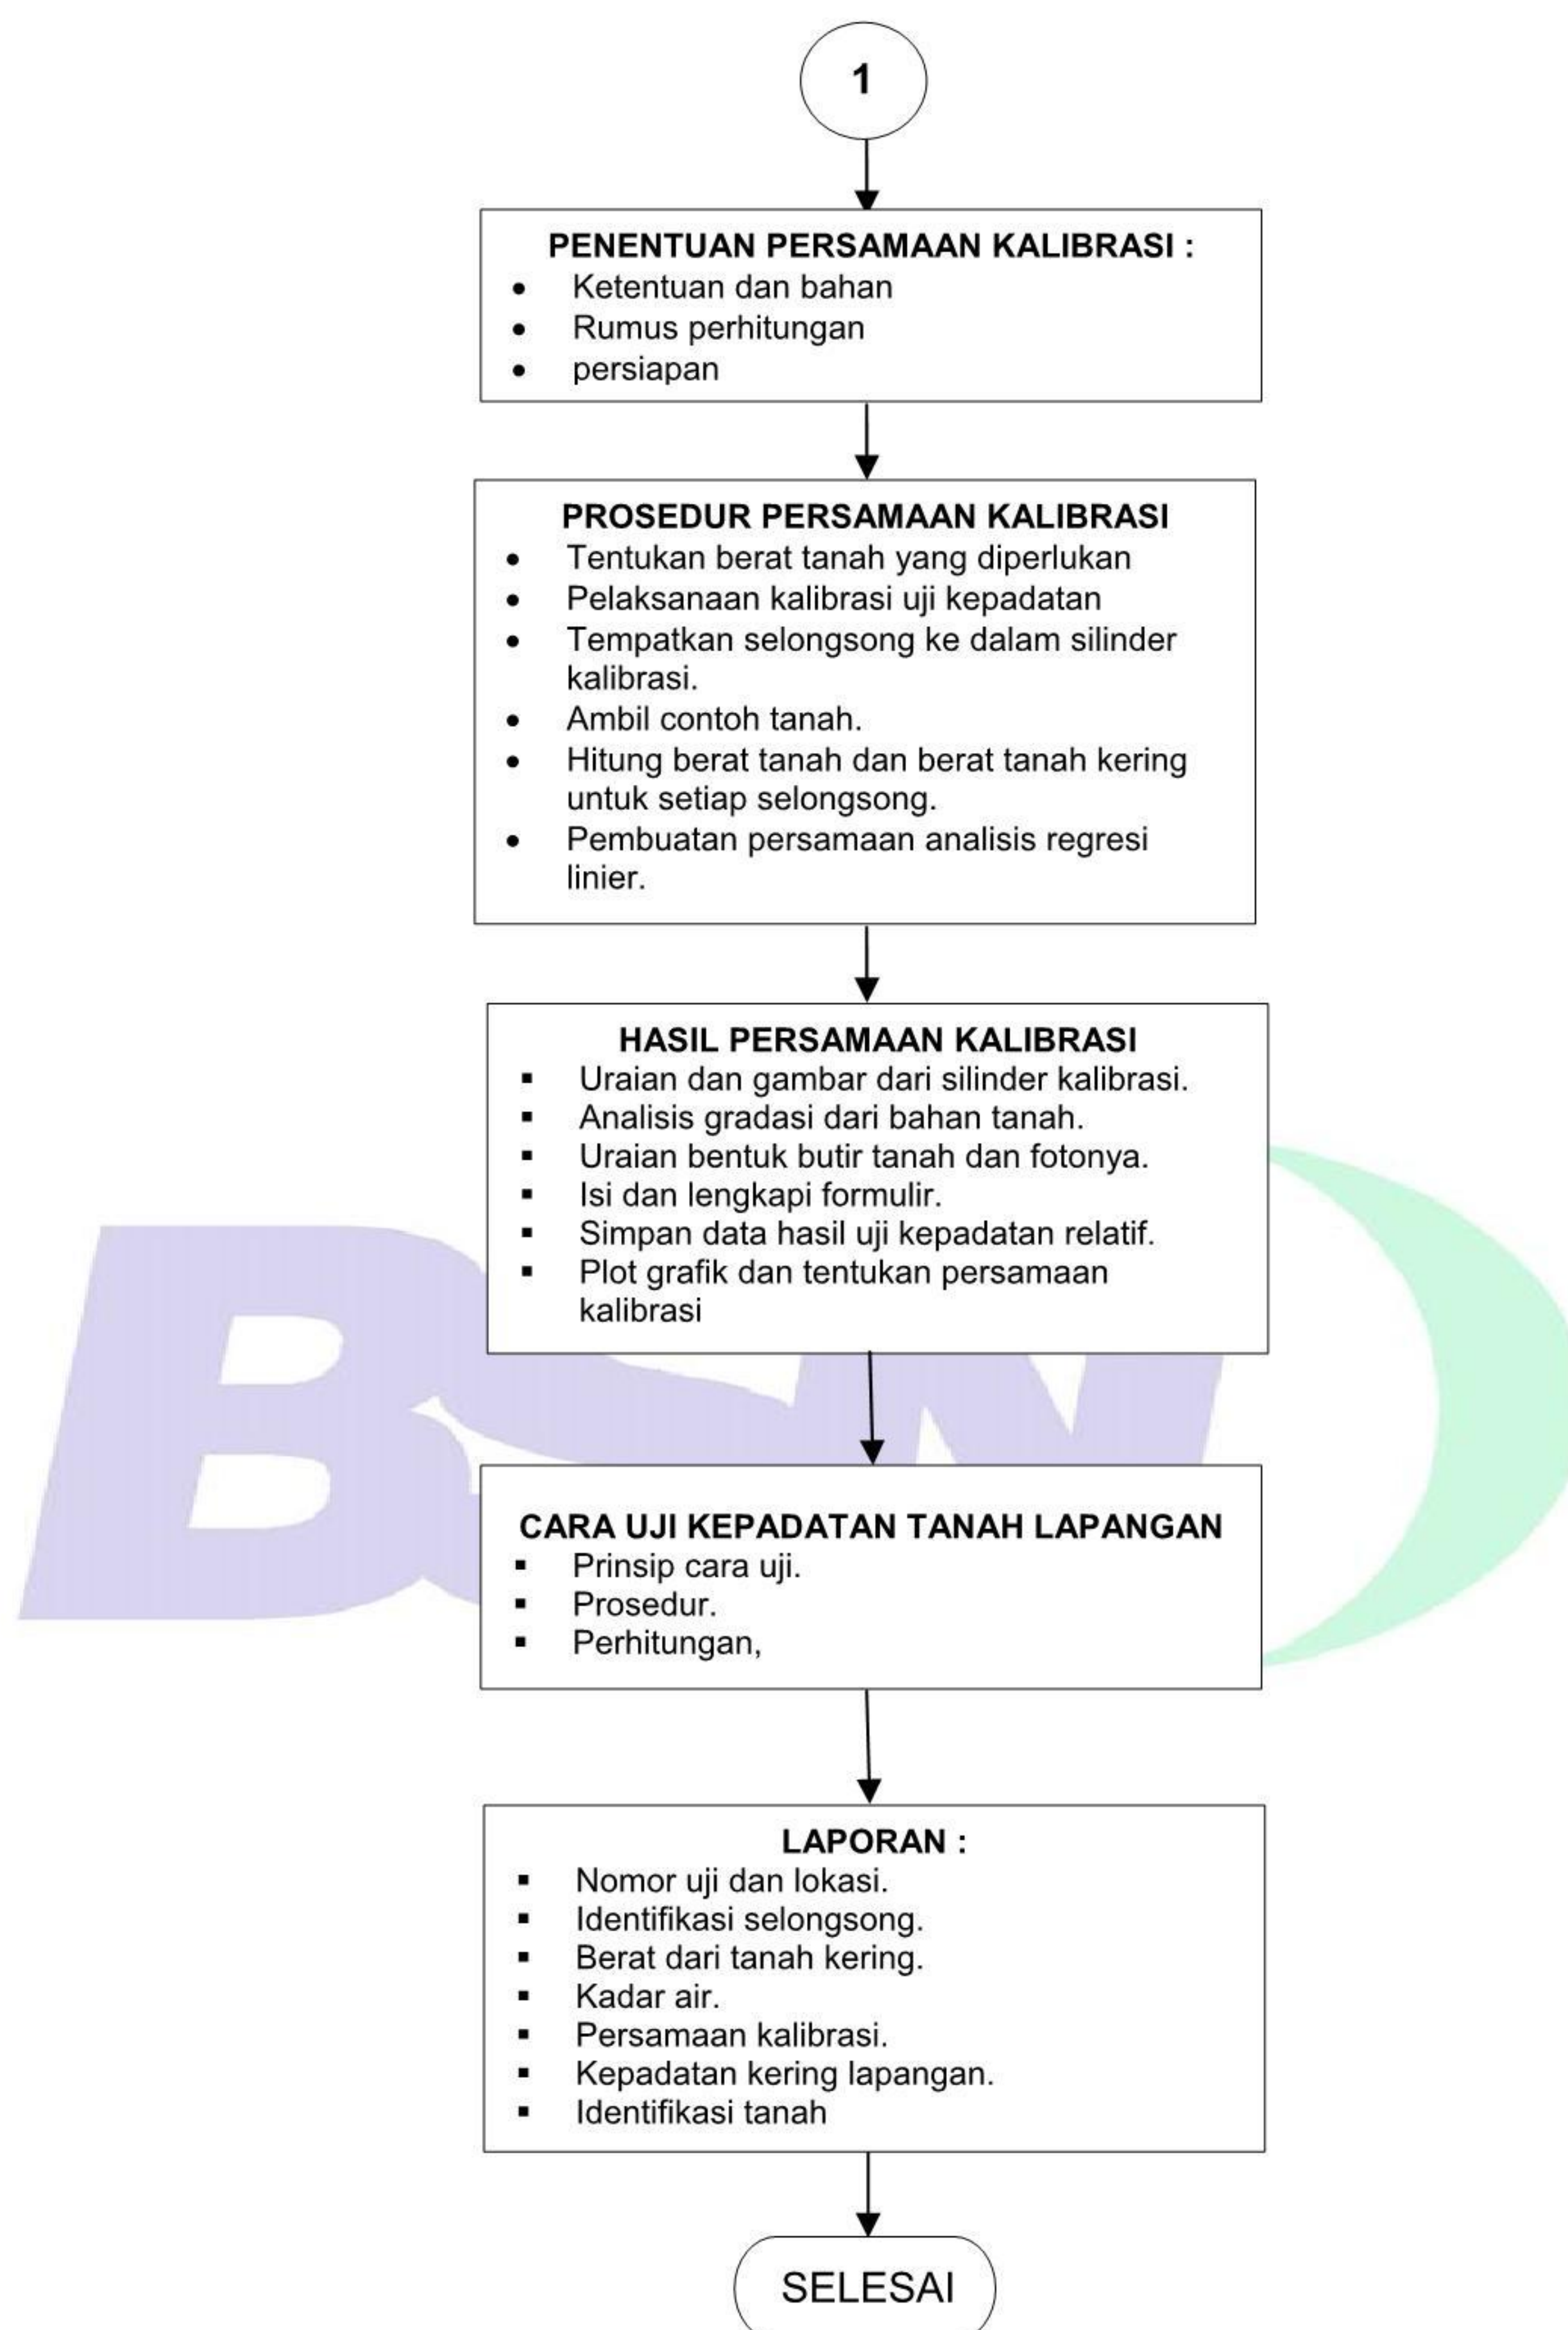 1
PENENTUAN PERSAMAAN KALIBRASI :
• Ketentuan dan bahan
• Rumus perhitungan
• persiapan
PROSEDUR PERSAMAAN KALIBRASI
• Tentukan berat tanah yang diperlukan
• Pelaksanaan kalibrasi uji kepadatan
• Tempatkan selongsong ke dalam silinder
kalibrasi.
• Ambil contoh tanah.
• Hitung berat tanah dan berat tanah kering
untuk setiap selongsong.
• Pembuatan persamaan analisis regresi
linier.
HASIL PERSAMAAN KALIBRASI
▪ Uraian dan gambar dari silinder kalibrasi.
▪ Analisis gradasi dari bahan tanah.
▪ Uraian bentuk butir tanah dan fotonya.
▪ Isi dan lengkapi formulir.
▪ Simpan data hasil uji kepadatan relatif.
▪ Plot grafik dan tentukan persamaan
kalibrasi
BSN
CARA UJI KEPADATAN TANAH LAPANGAN
▪ Prinsip cara uji.
▪ Prosedur.
▪ Perhitungan,
LAPORAN :
▪ Nomor uji dan lokasi.
▪ Identifikasi selongsong.
▪ Berat dari tanah kering.
▪ Kadar air.
▪ Persamaan kalibrasi.
▪ Kepadatan kering lapangan.
▪ Identifikasi tanah
SELESAI